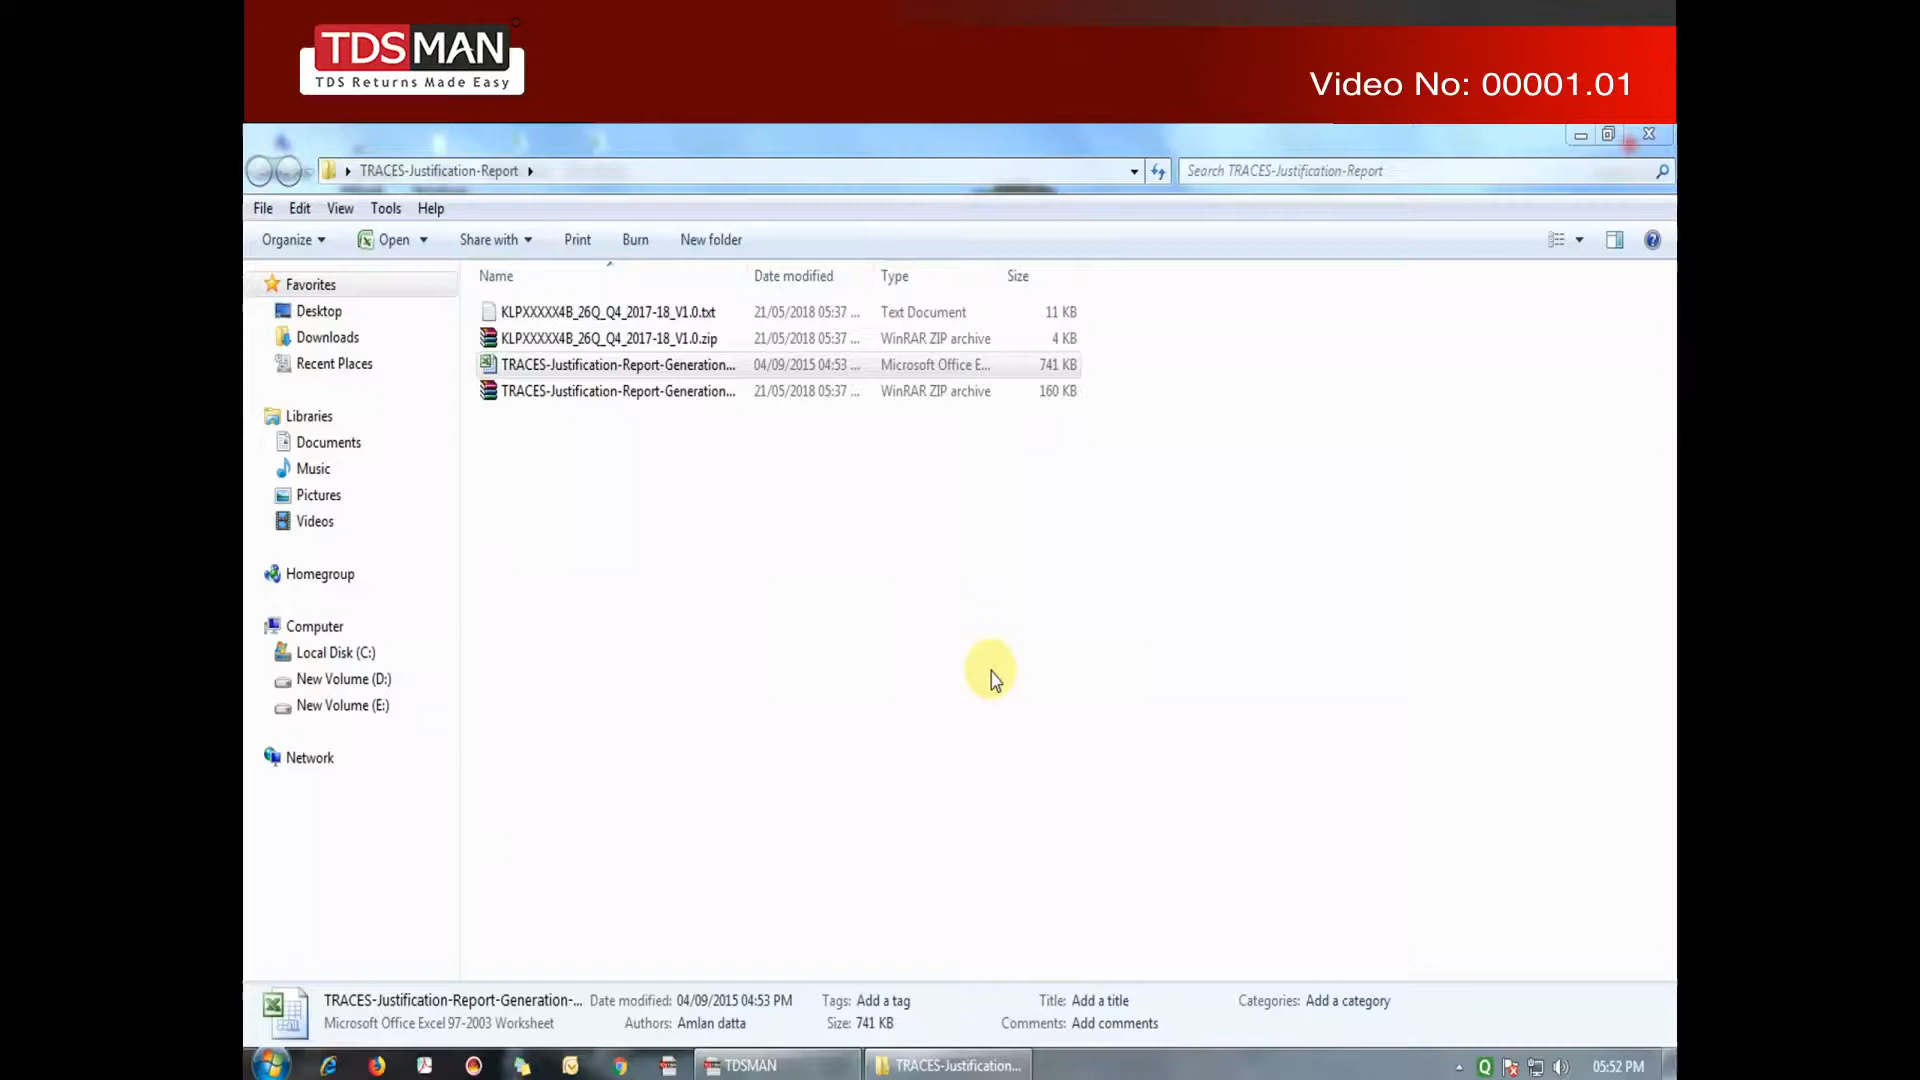 TDSMAN
TDS Returns Made Easy
Video No: 00001.01
TRACES-Justification-Report
Search TRACES-Justification-Report
File Edit View Tools Help
Organize Open Share with Print Burn New folder
Name Date modified Type Size
Favorites
Desktop
Downloads
Recent Places
Libraries
Documents
Music
Pictures
Videos
Homegroup
Computer
Local Disk (C:)
New Volume (D:)
New Volume (E:)
Network
KLPXXXXX4B_26Q_Q4_2017-18_V1.0.txt 21/05/2018 05:37 ... Text Document 11 KB
KLPXXXXX4B_26Q_Q4_2017-18_V1.0.zip 21/05/2018 05:37 ... WinRAR ZIP archive 4 KB
TRACES-Justification-Report-Generation... 04/09/2015 04:53 ... Microsoft Office E... 741 KB
TRACES-Justification-Report-Generation... 21/05/2018 05:37 ... WinRAR ZIP archive 160 KB
TRACES-Justification-Report-Generation-... Date modified: 04/09/2015 04:53 PM Tags: Add a tag Title: Add a title Categories: Add a category
Microsoft Office Excel 97-2003 Worksheet Authors: Amlan datta Size: 741 KB Comments: Add comments
TDSMAN TRACES-Justification... 05:52 PM